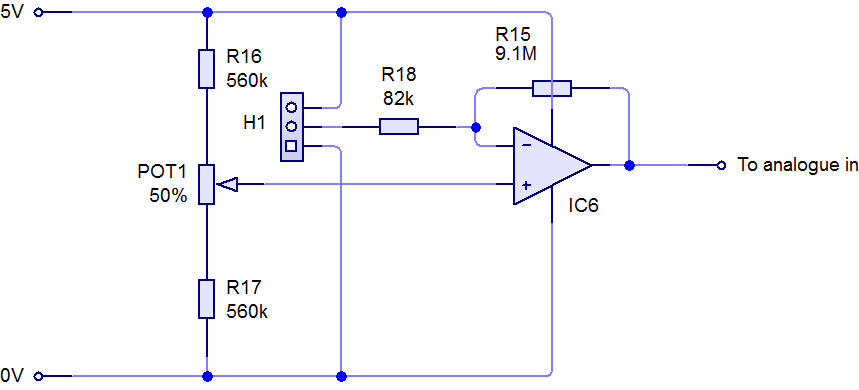 5V
R16
560k
R18
82k
R15
9.1M
H1
POT1
50%
−
+
IC6
To analogue in
R17
560k
0V